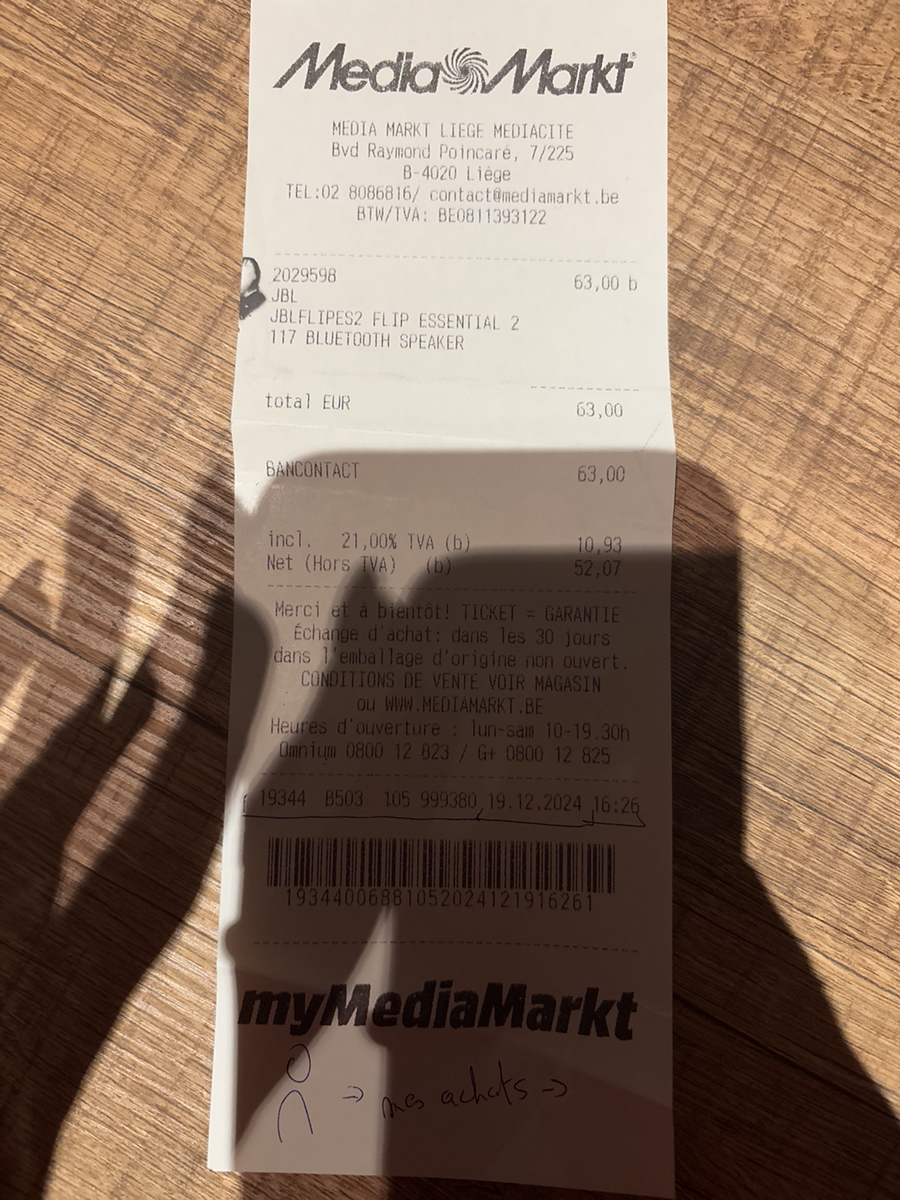 Media Markt
MEDIA MARKT LIEGE MEDIACITE
Bvd Raymond Poincaré, 7/225
B-4020 Liège
TEL:02 8086816/ contact@mediamarkt.be
BTW/TVA: BE0811393122
2029598 63,00 b
JBL
JBLFLIPES2 FLIP ESSENTIAL 2
117 BLUETOOTH SPEAKER
total EUR 63,00
BANCONTACT 63,00
incl. 21,00% TVA (b) 10,93
Net (Hors TVA) (b) 52,07
Merci et à bientôt! TICKET = GARANTIE
Échange d'achat: dans les 30 jours
dans l'emballage d'origine non ouvert.
CONDITIONS DE VENTE VOIR MAGASIN
ou WWW.MEDIAMARKT.BE
Heures d'ouverture : lun-sam 10-19.30h
Omnium 0800 12 823 / G+ 0800 12 825
19344 B503 105 999380 19.12.2024 16:26
1934400688105202412191626​1
myMediaMarkt
→ mes achats →